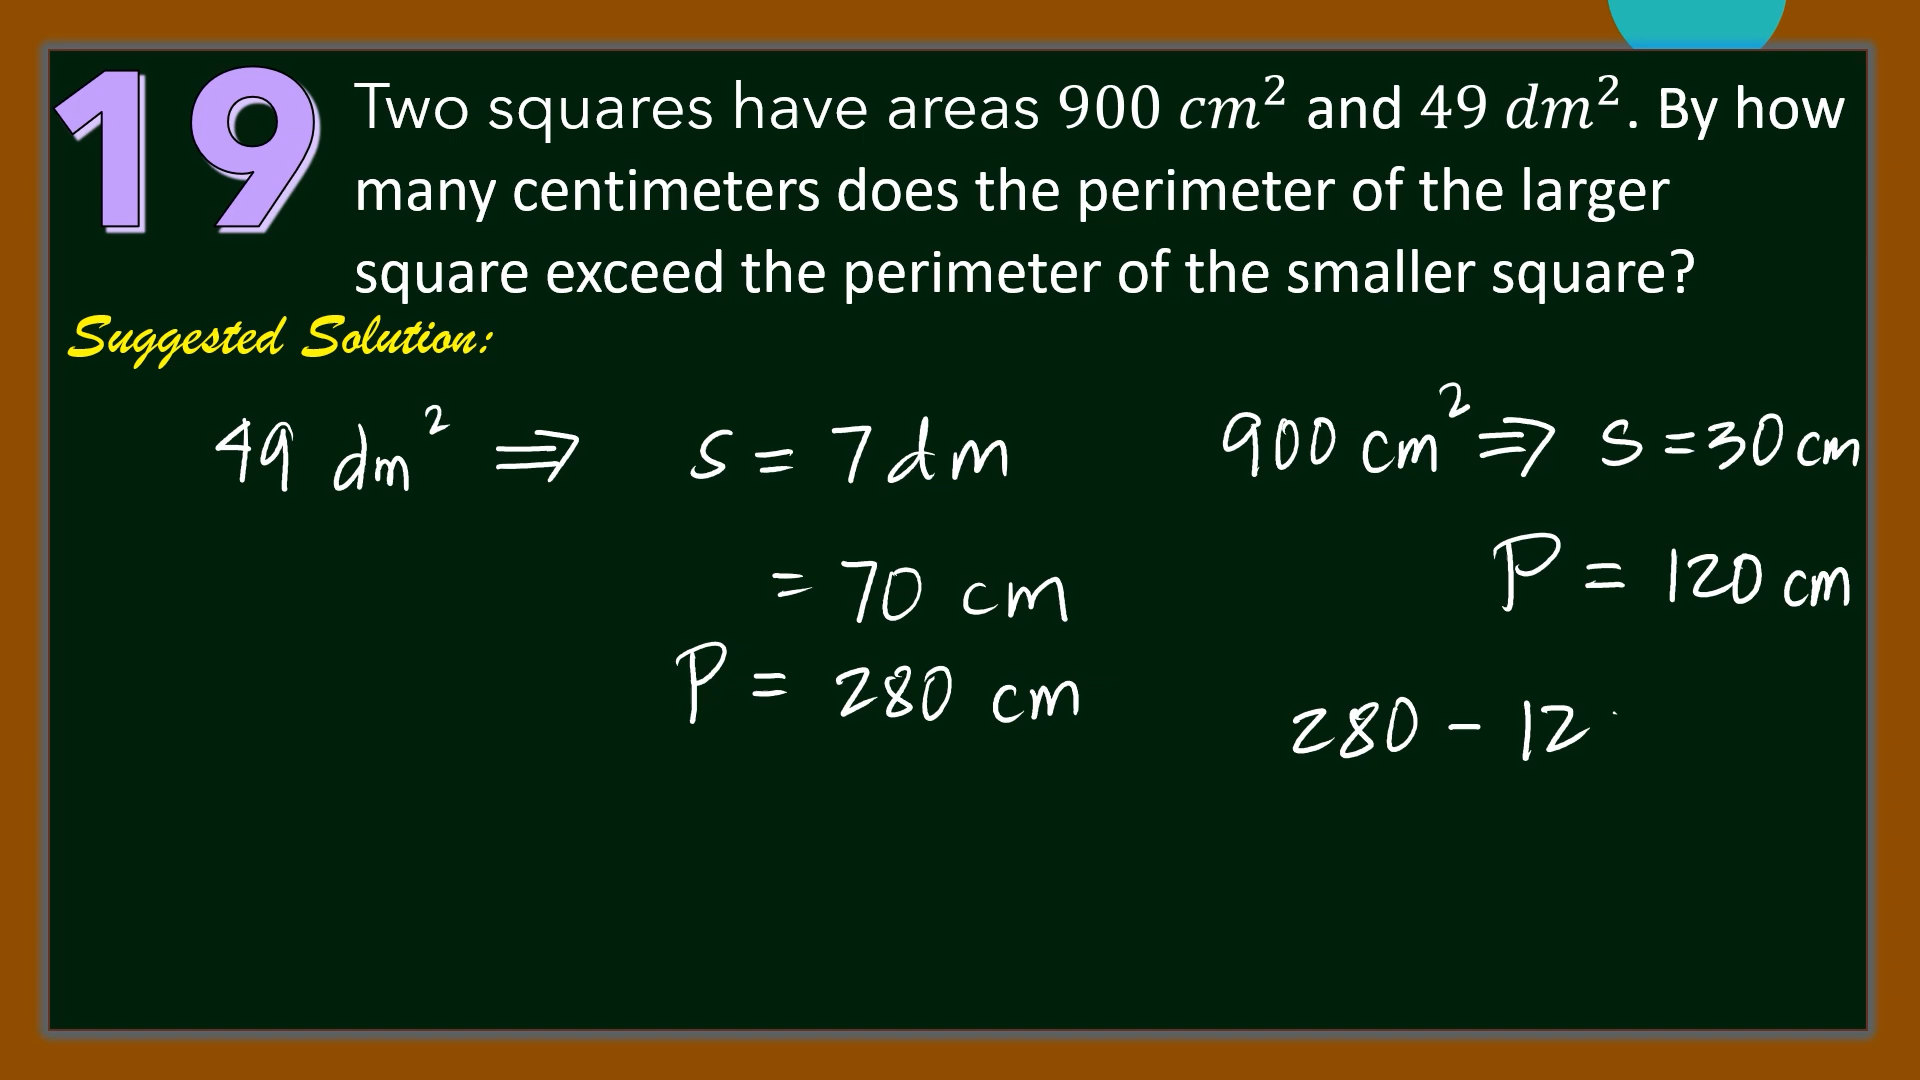 19
Two squares have areas 900 cm² and 49 dm². By how
many centimeters does the perimeter of the larger
square exceed the perimeter of the smaller square?
Suggested Solution:
49 dm² ⇒ s = 7 dm
= 70 cm
P = 280 cm
900 cm² ⇒ s = 30 cm
P = 120 cm
280 - 12